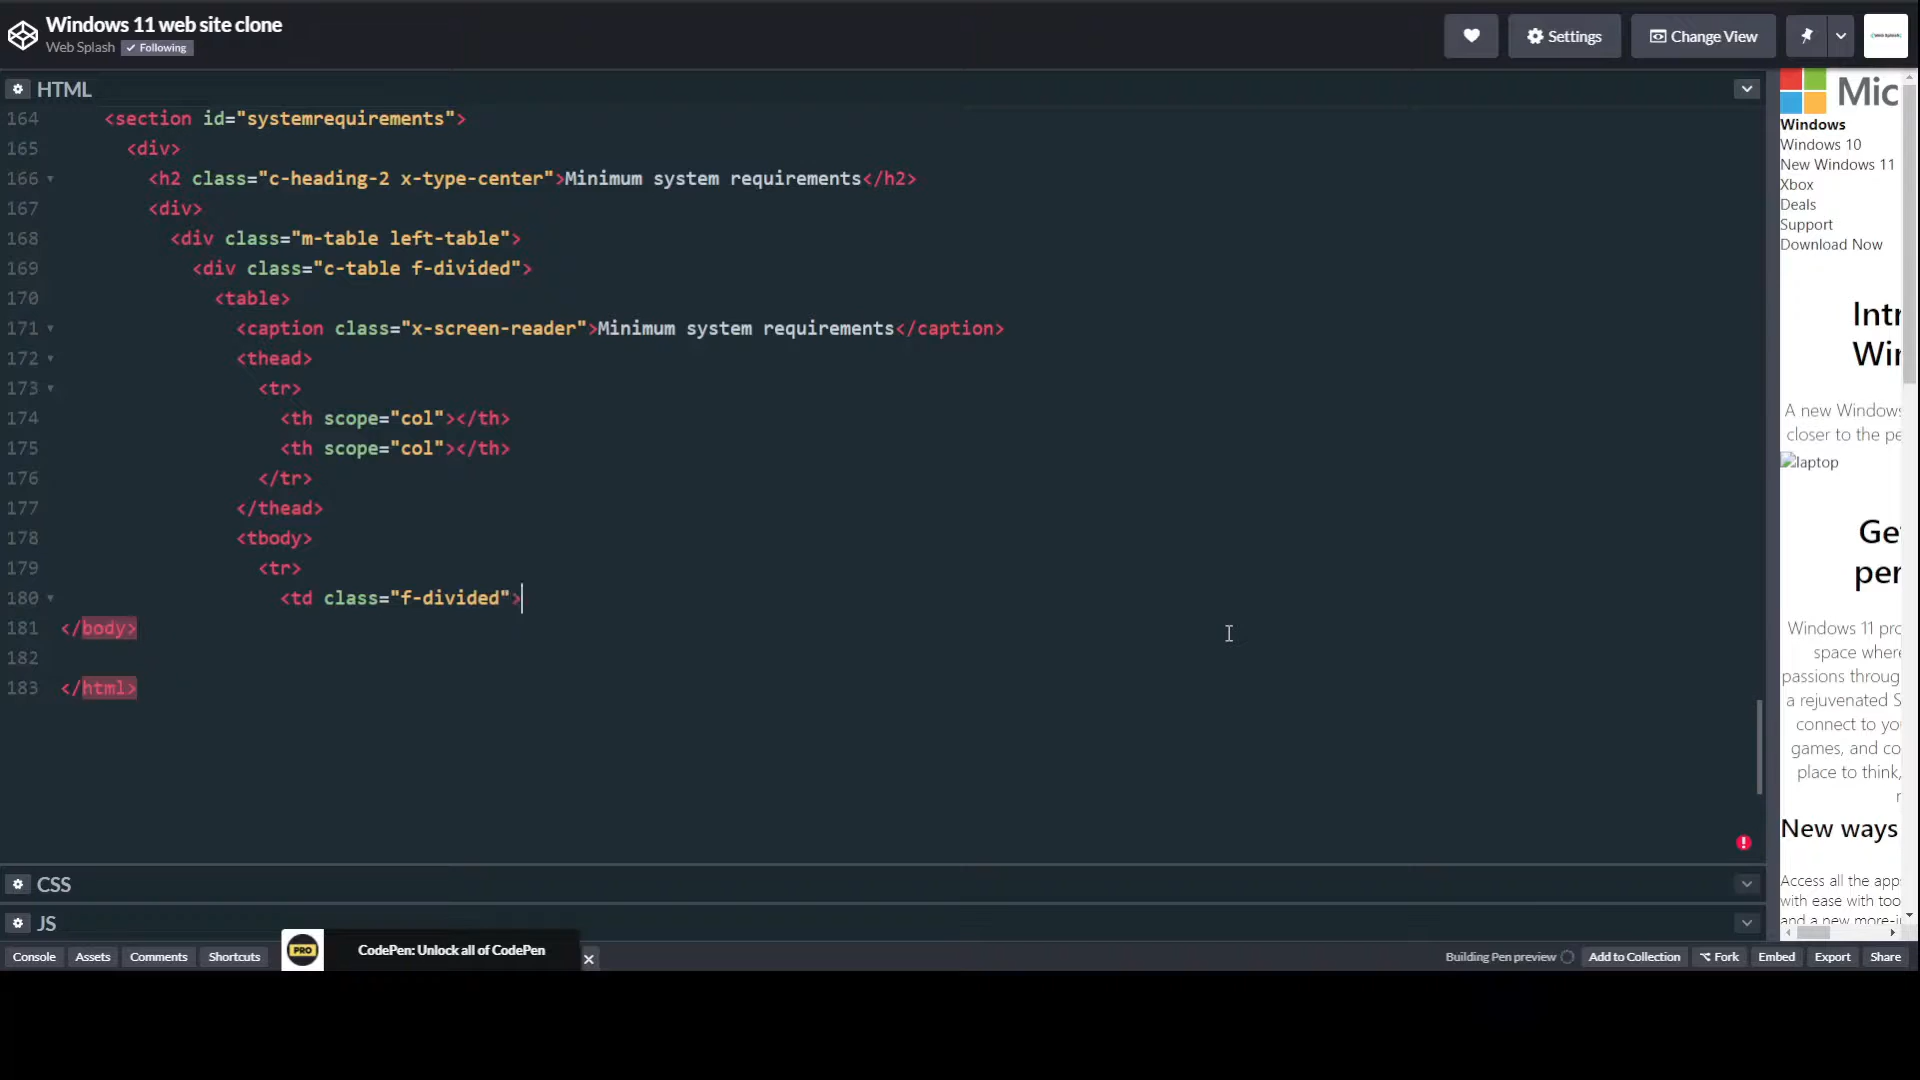 Windows 11 web site clone
Web Splash ✓ Following
Settings
Change View
HTML
164 <section id="systemrequirements">
165 <div>
166 <h2 class="c-heading-2 x-type-center">Minimum system requirements</h2>
167 <div>
168 <div class="m-table left-table">
169 <div class="c-table f-divided">
170 <table>
171 <caption class="x-screen-reader">Minimum system requirements</caption>
172 <thead>
173 <tr>
174 <th scope="col"></th>
175 <th scope="col"></th>
176 </tr>
177 </thead>
178 <tbody>
179 <tr>
180 <td class="f-divided">
181 </body>
182
183 </html>
CSS
JS
Mic
Windows
Windows 10
New Windows 11
Xbox
Deals
Support
Download Now
Intr
Wir
A new Windows
closer to the pe
laptop
Ge
per
Windows 11 pro
space where
passions throug
a rejuvenated S
connect to yo
games, and co
place to think,
New ways
Access all the app
with ease with too
and a new more-i
Console
Assets
Comments
Shortcuts
PRO
CodePen: Unlock all of CodePen
Building Pen preview
Add to Collection
Fork
Embed
Export
Share